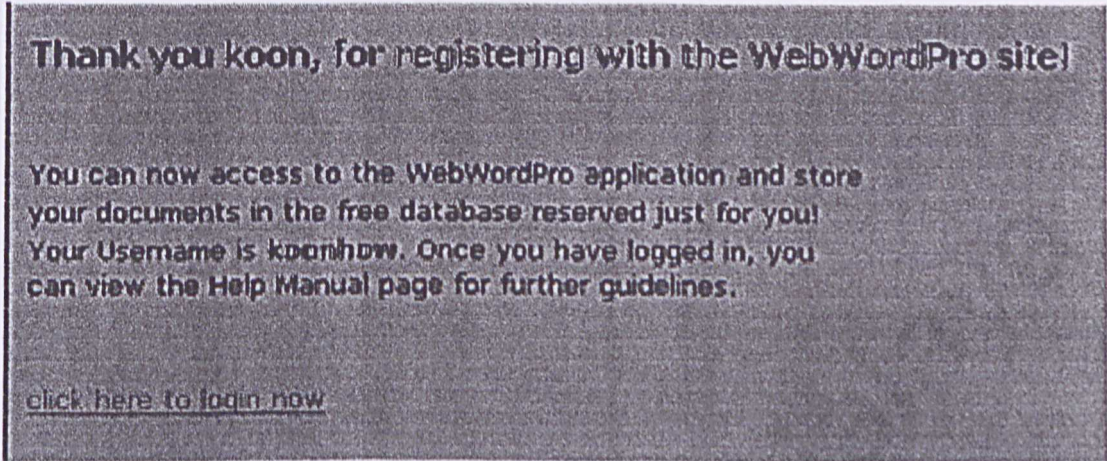 Thank you koon, for registering with the WebWordPro site!
You can now access to the WebWordPro application and store
your documents in the free database reserved just for you!
Your Username is koonhow. Once you have logged in, you
can view the Help Manual page for further guidelines.
click here to login now